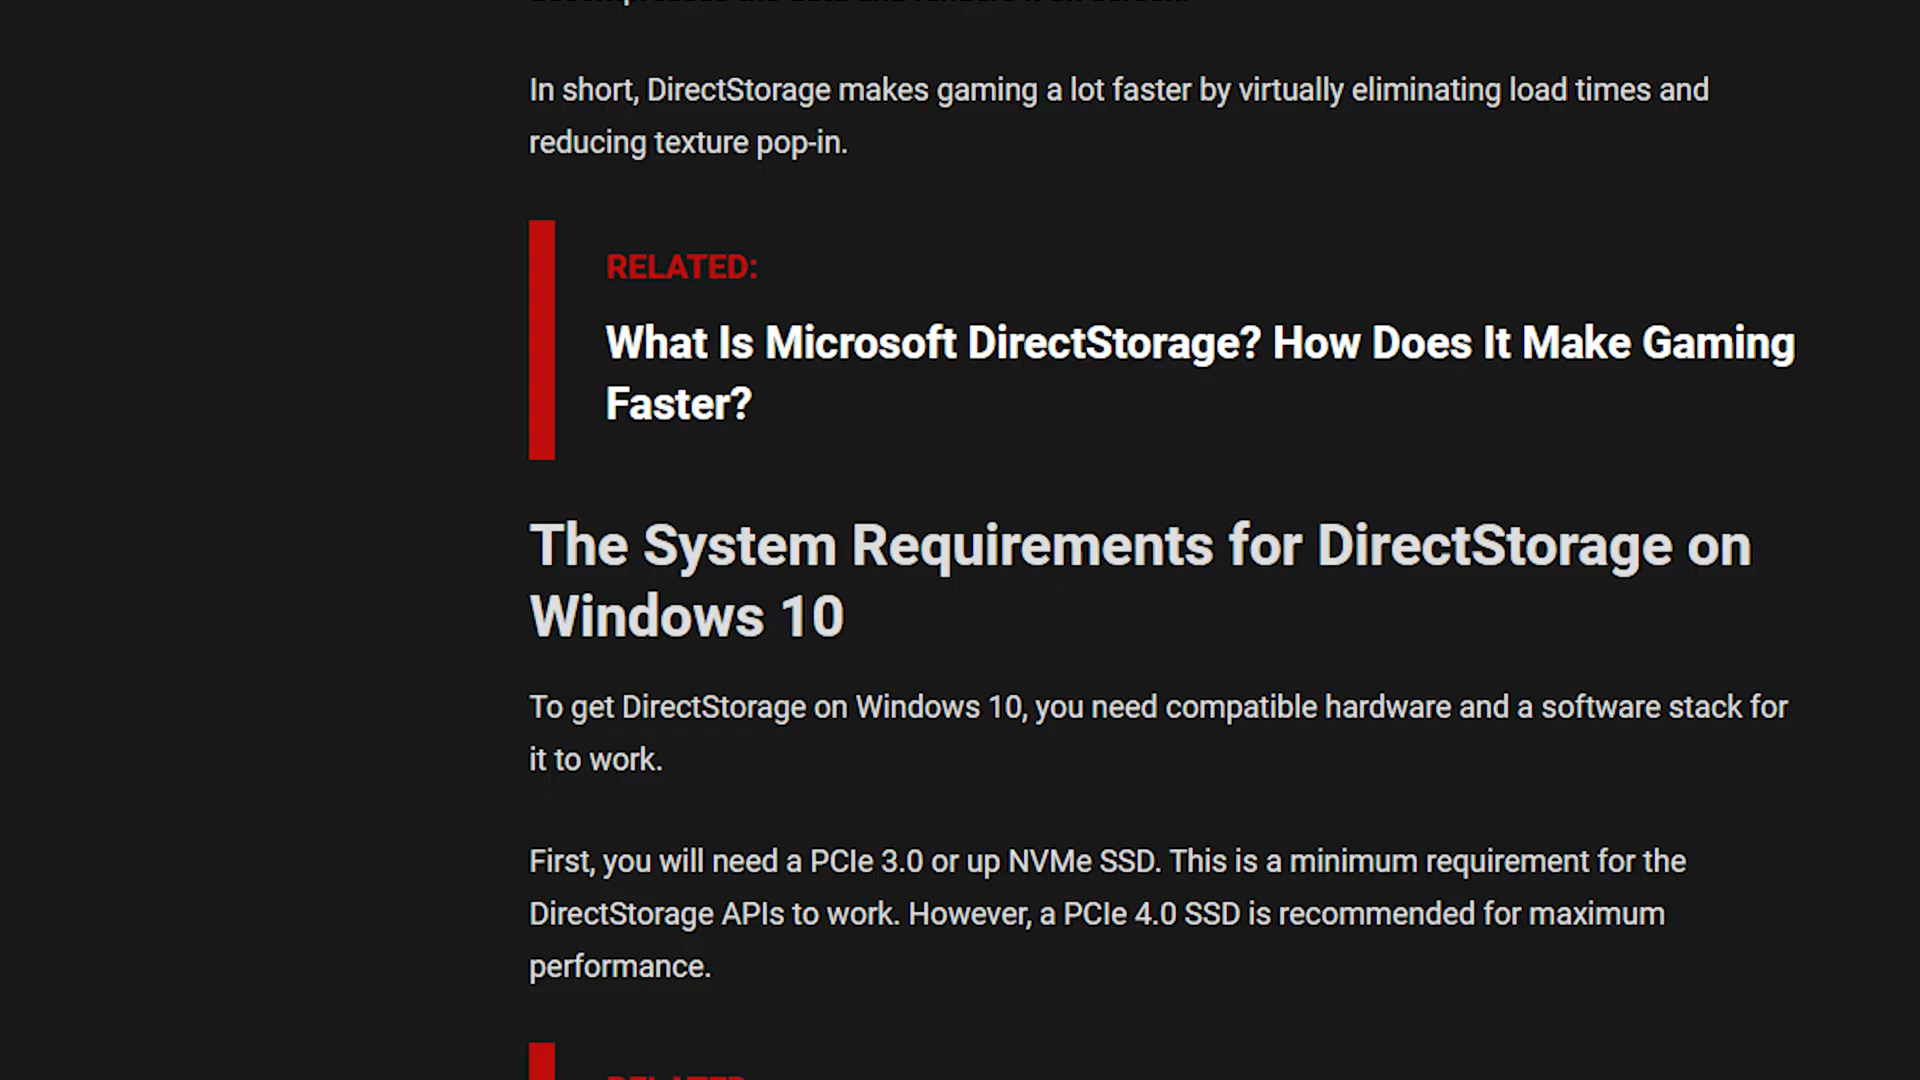 In short, DirectStorage makes gaming a lot faster by virtually eliminating load times and
reducing texture pop-in.
RELATED:
What Is Microsoft DirectStorage? How Does It Make Gaming
Faster?
The System Requirements for DirectStorage on
Windows 10
To get DirectStorage on Windows 10, you need compatible hardware and a software stack for
it to work.
First, you will need a PCIe 3.0 or up NVMe SSD. This is a minimum requirement for the
DirectStorage APIs to work. However, a PCIe 4.0 SSD is recommended for maximum
performance.